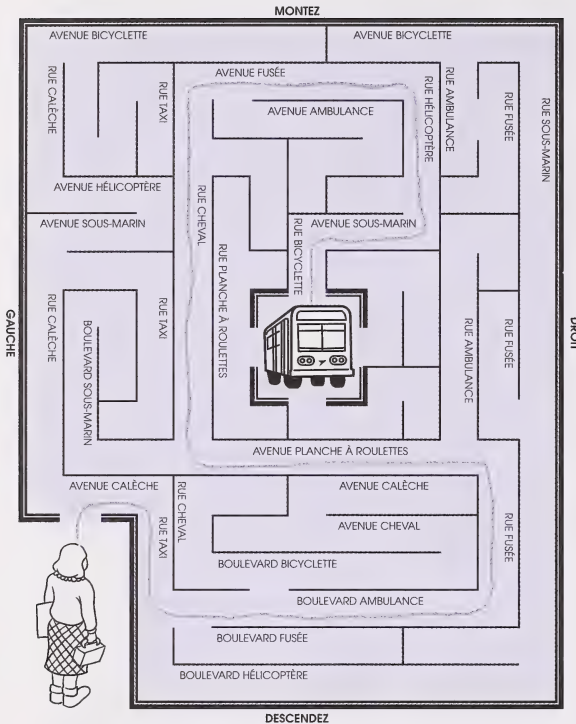 MONTEZ
AVENUE BICYCLETTE
AVENUE BICYCLETTE
RUE CALÈCHE
RUE TAXI
AVENUE FUSÉE
AVENUE AMBULANCE
RUE HÉLICOPTÈRE
RUE AMBULANCE
RUE FUSÉE
RUE SOUS-MARIN
AVENUE HÉLICOPTÈRE
RUE CHEVAL
AVENUE SOUS-MARIN
AVENUE SOUS-MARIN
RUE BICYCLETTE
RUE PLANCHE À ROULETTES
GAUCHE
DROIT
RUE CALÈCHE
BOULEVARD SOUS-MARIN
RUE TAXI
RUE AMBULANCE
RUE FUSÉE
AVENUE PLANCHE À ROULETTES
AVENUE CALÈCHE
RUE CHEVAL
AVENUE CALÈCHE
RUE TAXI
AVENUE CHEVAL
RUE FUSÉE
BOULEVARD BICYCLETTE
BOULEVARD AMBULANCE
BOULEVARD FUSÉE
BOULEVARD HÉLICOPTÈRE
DESCENDEZ